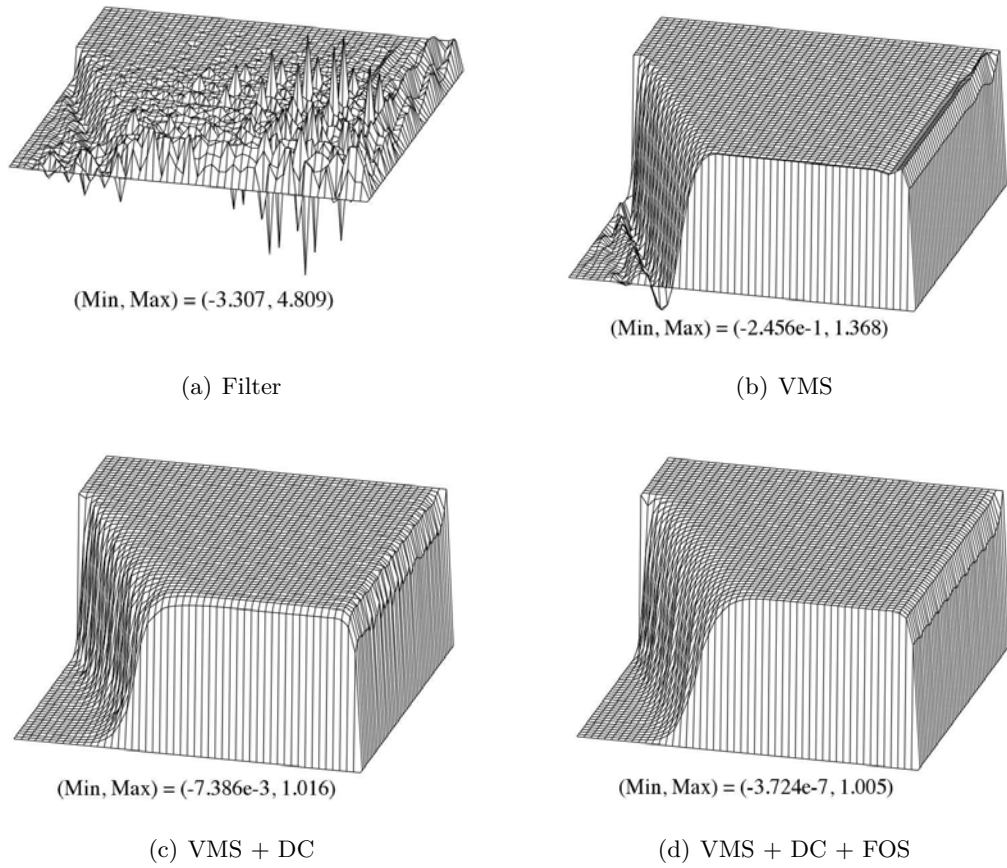 (Min, Max) = (-3.307, 4.809)
(a) Filter
(Min, Max) = (-2.456e-1, 1.368)
(b) VMS
(Min, Max) = (-7.386e-3, 1.016)
(c) VMS + DC
(Min, Max) = (-3.724e-7, 1.005)
(d) VMS + DC + FOS